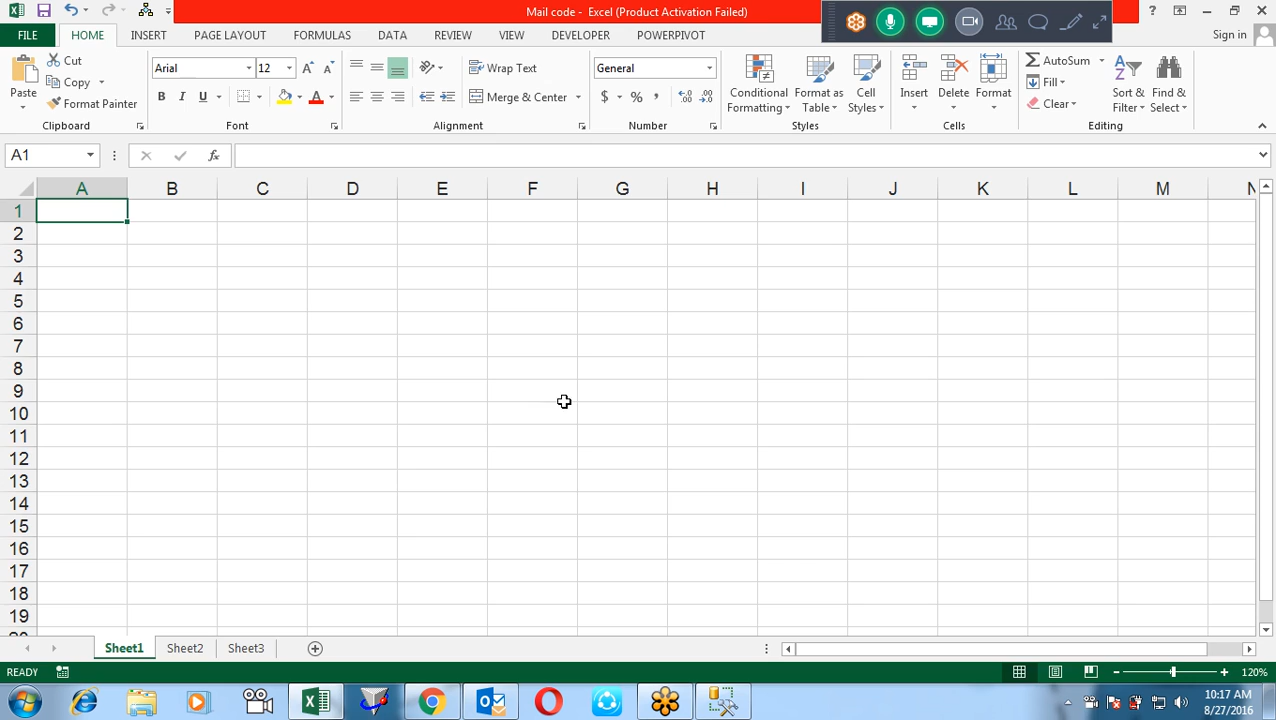 Mail code - Excel (Product Activation Failed)
?
FILE HOME INSERT PAGE LAYOUT FORMULAS DATA REVIEW VIEW DEVELOPER POWERPIVOT Sign in
Paste
Cut
Copy
Format Painter
Clipboard
Arial 12
B I U A
Font
Wrap Text
Merge & Center
Alignment
General
$ % ,
Number
Conditional Formatting
Format as Table
Cell Styles
Styles
Insert
Delete
Format
Cells
AutoSum
Fill
Clear
Sort & Filter
Find & Select
Editing
A1 fx
A B C D E F G H I J K L M N
1
2
3
4
5
6
7
8
9
10
11
12
13
14
15
16
17
18
19
20
Sheet1 Sheet2 Sheet3
READY 120%
10:17 AM
8/27/2016